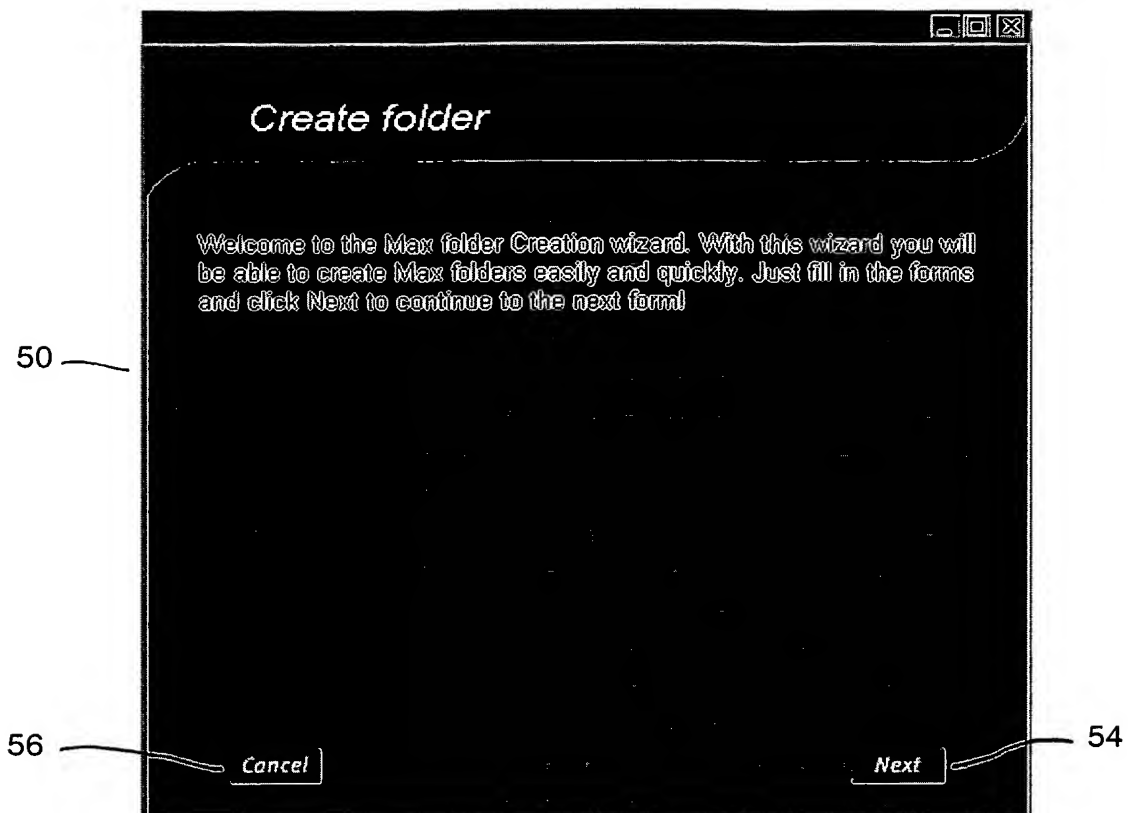 Create folder
Welcome to the Max folder Creation wizard. With this wizard you will
be able to create Max folders easily and quickly. Just fill in the forms
and click Next to continue to the next form!
50
56
Cancel
Next
54